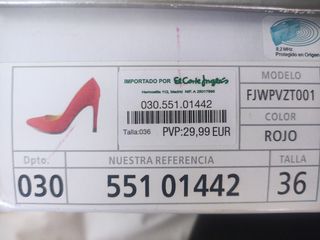 8.2 MHz
Protegido en Origen
IMPORTADO POR El Corte Inglés
Hermosilla 112, Madrid NIF: A 28017895
030.551.01442
Talla:036 PVP:29,99 EUR
MODELO
FJWPVZT001
COLOR
ROJO
Dpto. NUESTRA REFERENCIA TALLA
030 551 01442 36